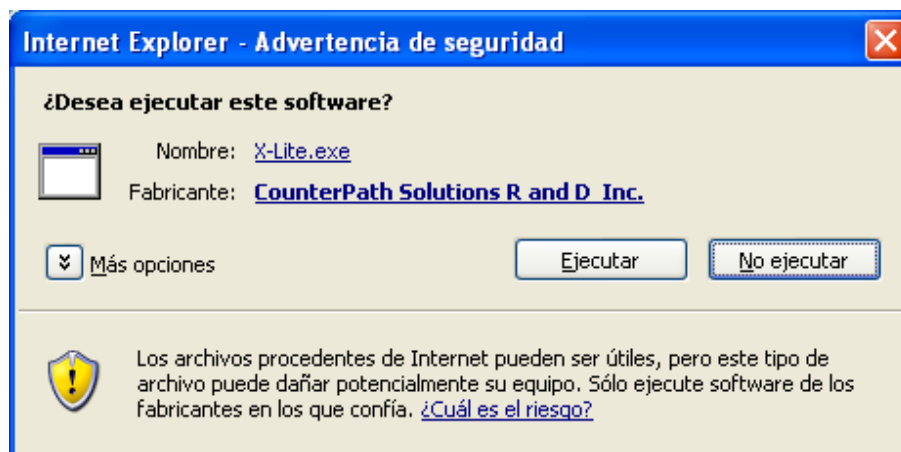 Internet Explorer - Advertencia de seguridad
¿Desea ejecutar este software?
Nombre: X-Lite.exe
Fabricante: CounterPath Solutions R and D Inc.
Más opciones
Ejecutar
No ejecutar
Los archivos procedentes de Internet pueden ser útiles, pero este tipo de
archivo puede dañar potencialmente su equipo. Sólo ejecute software de los
fabricantes en los que confía. ¿Cuál es el riesgo?